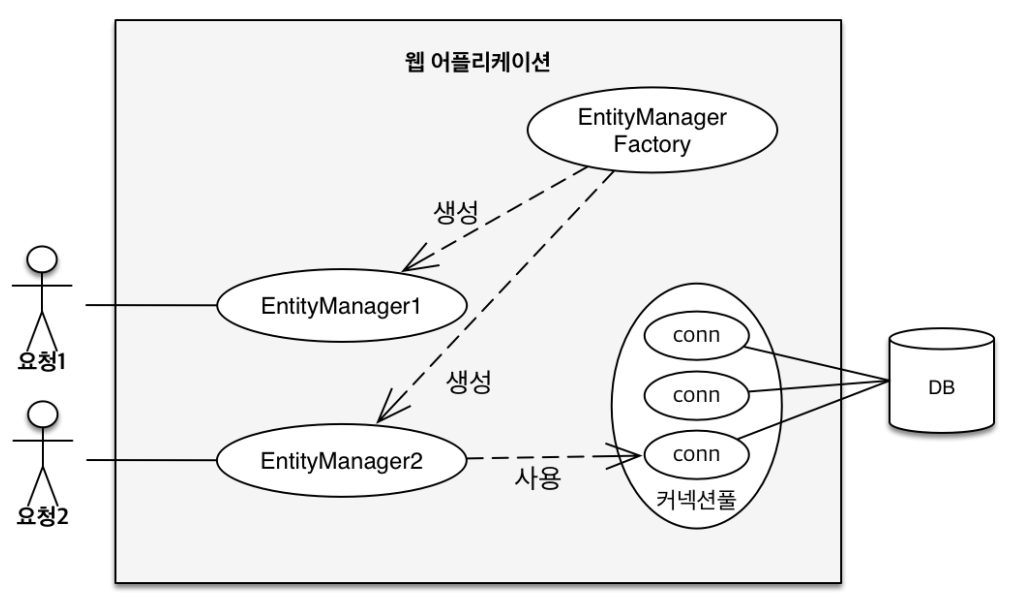 웹 어플리케이션
EntityManager
Factory
생성
EntityManager1
요청1
생성
EntityManager2
요청2
사용
conn
conn
conn
커넥션풀
DB